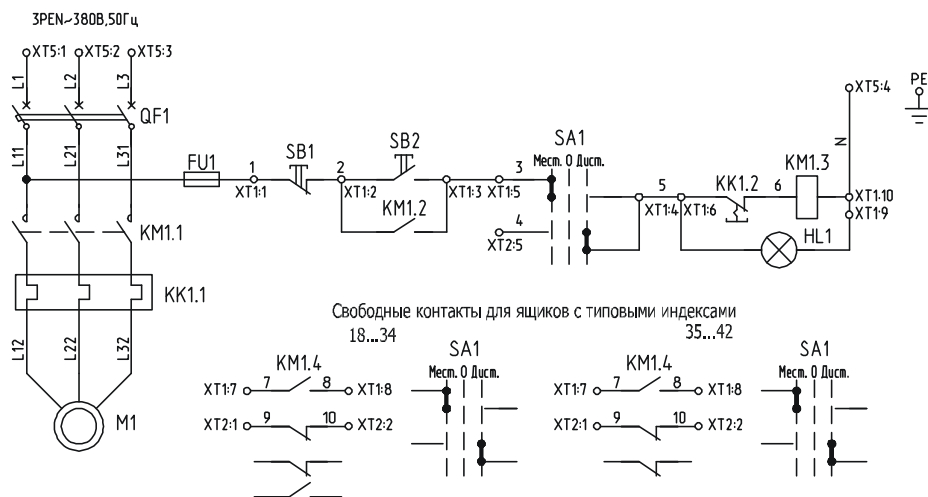 3PEN~380В,50Гц
XT5:1 XT5:2 XT5:3
XT5:4
PE
L1 L2 L3
QF1
N
L11 L21 L31
FU1
1
XT1:1
SB1
2
XT1:2
SB2
KM1.2
XT1:3
3
XT1:5
4
XT2:5
SA1
Мест. О Дист.
5
XT1:4
XT1:6
KK1.2
6
KM1.3
XT1:10
XT1:9
HL1
KM1.1
KK1.1
L12 L22 L32
M1
Свободные контакты для ящиков с типовыми индексами
18...34
35...42
KM1.4
SA1
Мест. О Дист.
XT1:7 7 8 XT1:8
XT2:1 9 10 XT2:2
KM1.4
SA1
Мест. О Дист.
XT1:7 7 8 XT1:8
XT2:1 9 10 XT2:2